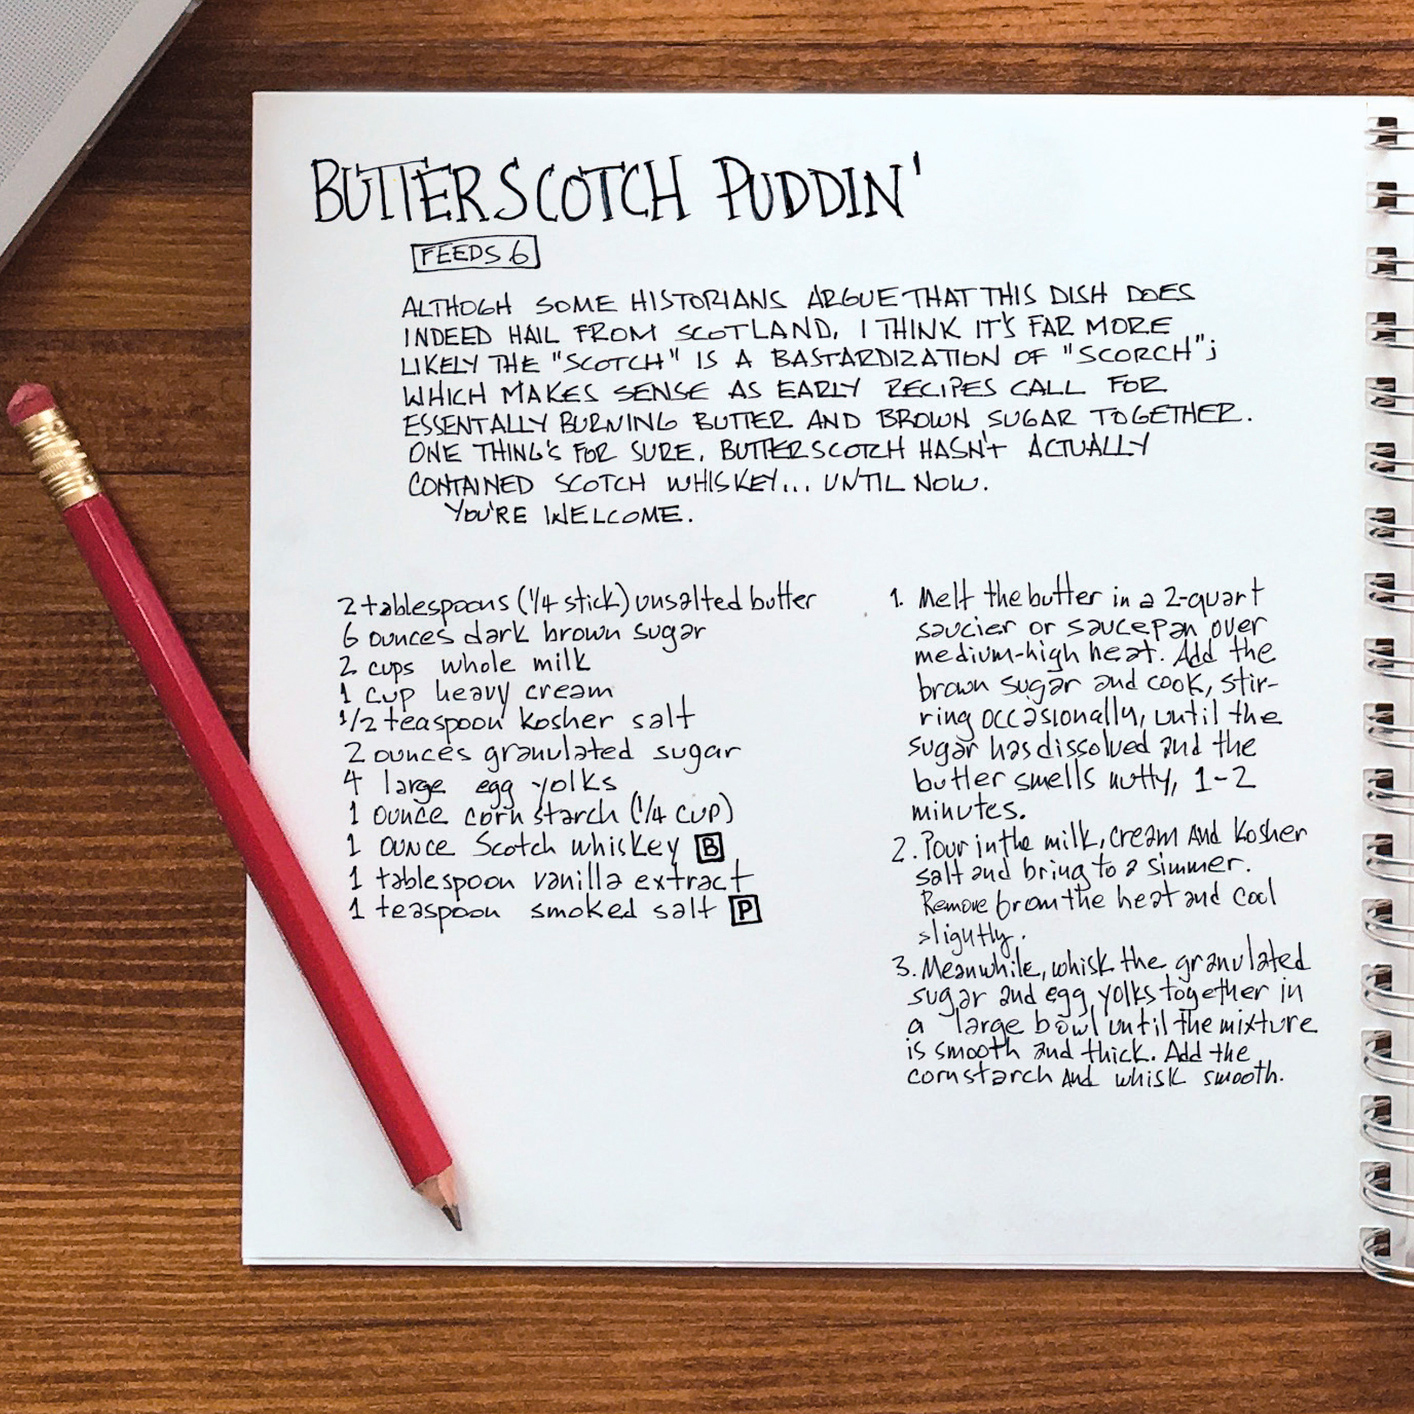 BUTTERSCOTCH PUDDIN'
FEEDS 6
ALTHOGH SOME HISTORIANS ARGUE THAT THIS DISH DOES
INDEED HAIL FROM SCOTLAND, I THINK IT'S FAR MORE
LIKELY THE "SCOTCH" IS A BASTARDIZATION OF "SCORCH";
WHICH MAKES SENSE AS EARLY RECIPES CALL FOR
ESSENTALLY BURNING BUTTER AND BROWN SUGAR TOGETHER.
ONE THING'S FOR SURE, BUTTERSCOTCH HASN'T ACTUALLY
CONTAINED SCOTCH WHISKEY... UNTIL NOW.
YOU'RE WELCOME.
2 tablespoons (1/4 stick) unsalted butter
6 ounces dark brown sugar
2 cups whole milk
1 cup heavy cream
1/2 teaspoon kosher salt
2 ounces granulated sugar
4 large egg yolks
1 ounce corn starch (1/4 cup)
1 ounce Scotch whiskey B
1 tablespoon vanilla extract
1 teaspoon smoked salt P
1. Melt the butter in a 2-quart
saucier or saucepan over
medium-high heat. Add the
brown sugar and cook, stir-
ring occasionally, until the
sugar has dissolved and the
butter smells nutty, 1-2
minutes.
2. Pour in the milk, cream And kosher
salt and bring to a simmer.
Remove from the heat and cool
slightly.
3. Meanwhile, whisk the granulated
sugar and egg yolks together in
a large bowl until the mixture
is smooth and thick. Add the
cornstarch And whisk smooth.